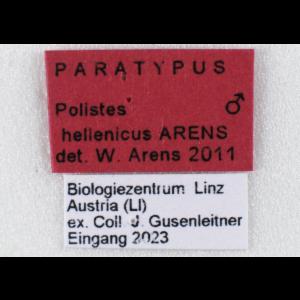 PARATYPUS
Polistes ♂
hellenicus ARENS
det. W. Arens 2011
Biologiezentrum Linz
Austria (LI)
ex. Coll J. Gusenleitner
Eingang 2023